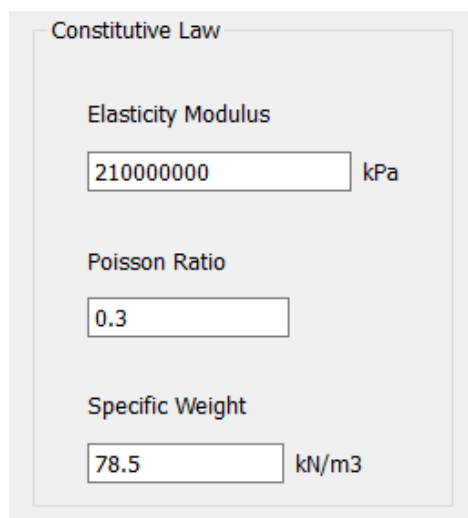 Constitutive Law
Elasticity Modulus
210000000 kPa
Poisson Ratio
0.3
Specific Weight
78.5 kN/m3